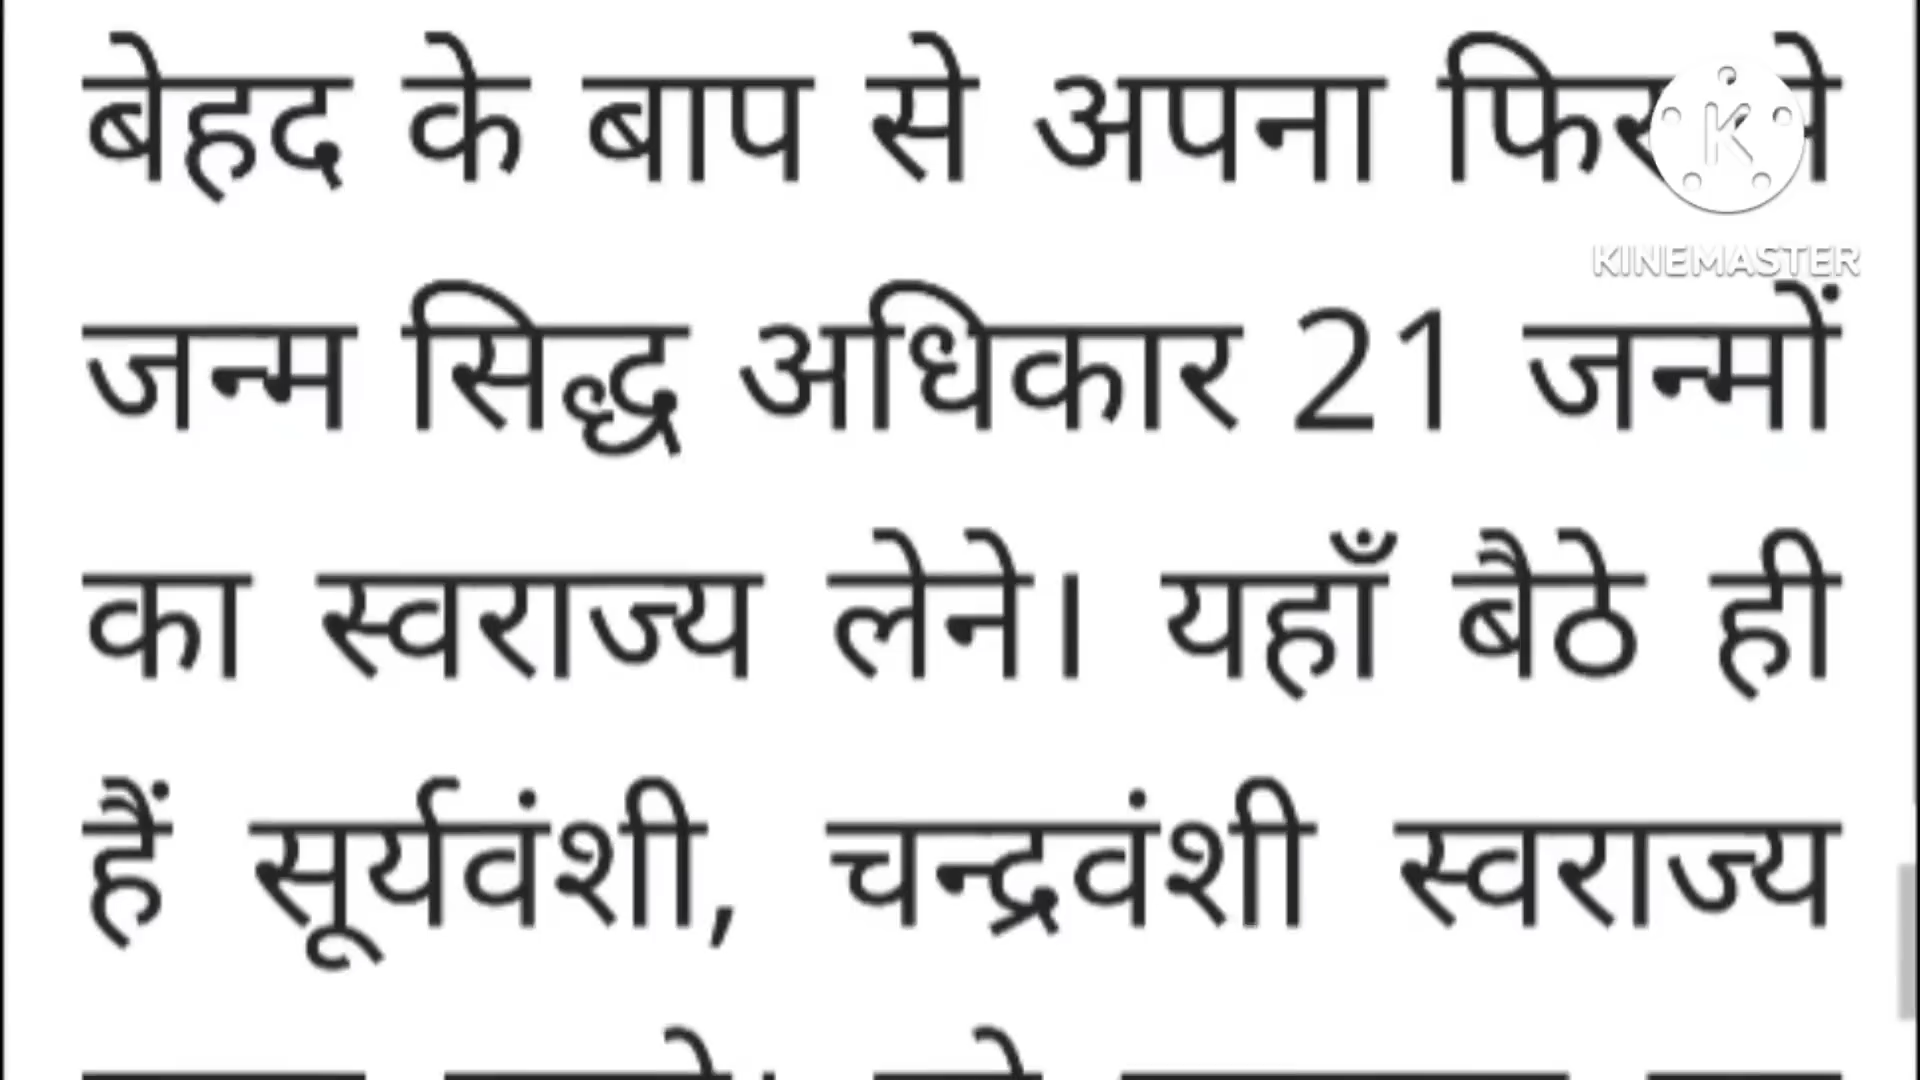 बेहद के बाप से अपना फिर से
KINEMASTER
जन्म सिद्ध अधिकार 21 जन्मों
का स्वराज्य लेने। यहाँ बैठे ही
हैं सूर्यवंशी, चन्द्रवंशी स्वराज्य